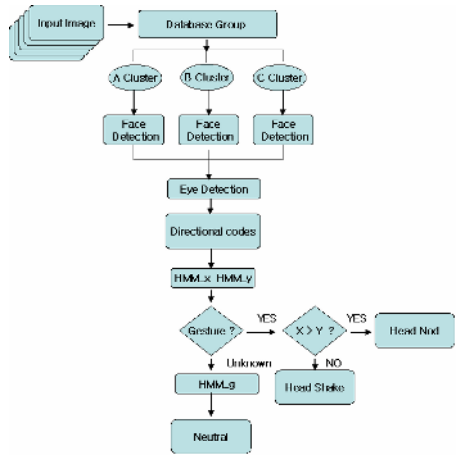 Input Image
Database Group
A Cluster
B Cluster
C Cluster
Face
Detection
Face
Detection
Face
Detection
Eye Detection
Directional codes
HMM_x HMM_y
Gesture ?
YES
X > Y ?
YES
Head Nod
Unknown
NO
HMM_g
Head Shake
Neutral